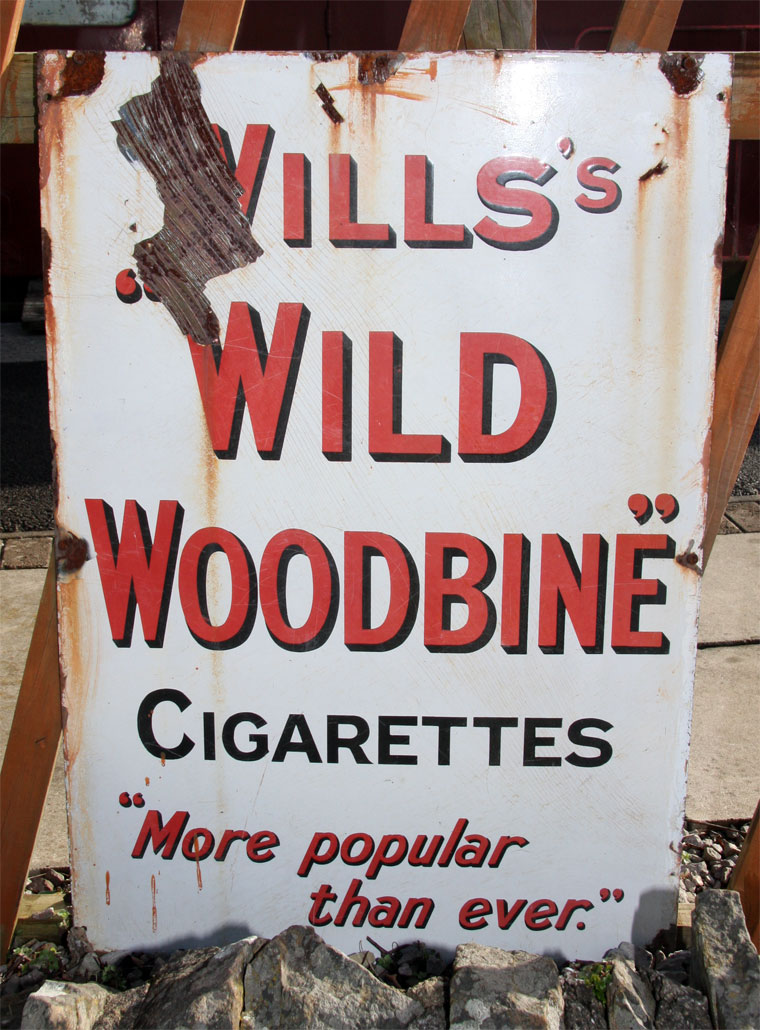 WILLS'S
"WILD
WOODBINE"
CIGARETTES
"More popular
than ever."